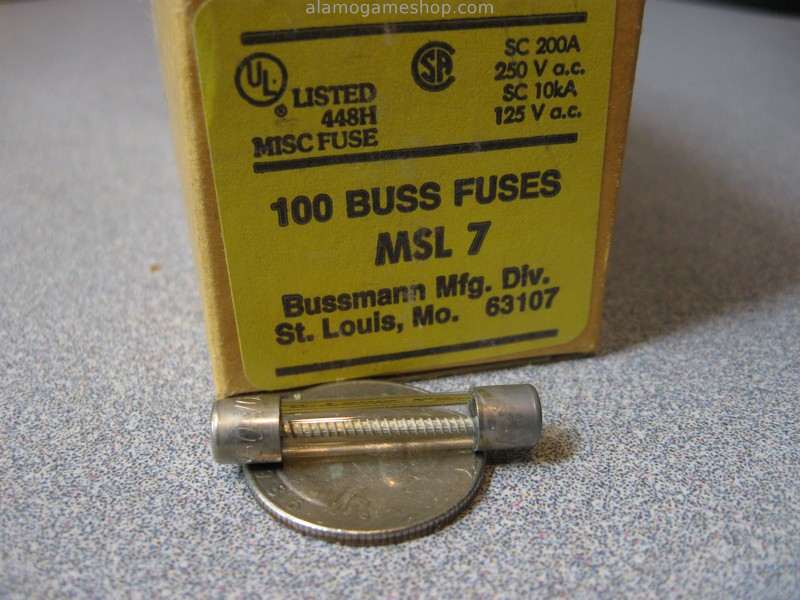 alamogameshop.com
UL
®
LISTED
448H
MISC FUSE
SA
SC 200A
250 V a.c.
SC 10kA
125 V a.c.
100 BUSS FUSES
MSL 7
Bussmann Mfg. Div.
St. Louis, Mo. 63107